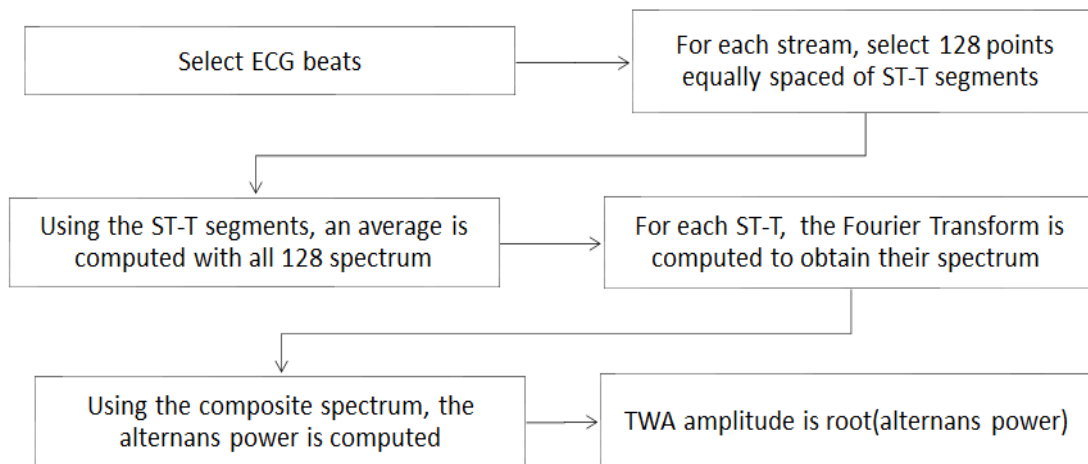 Select ECG beats
For each stream, select 128 points
equally spaced of ST-T segments
Using the ST-T segments, an average is
computed with all 128 spectrum
For each ST-T, the Fourier Transform is
computed to obtain their spectrum
Using the composite spectrum, the
alternans power is computed
TWA amplitude is root(alternans power)